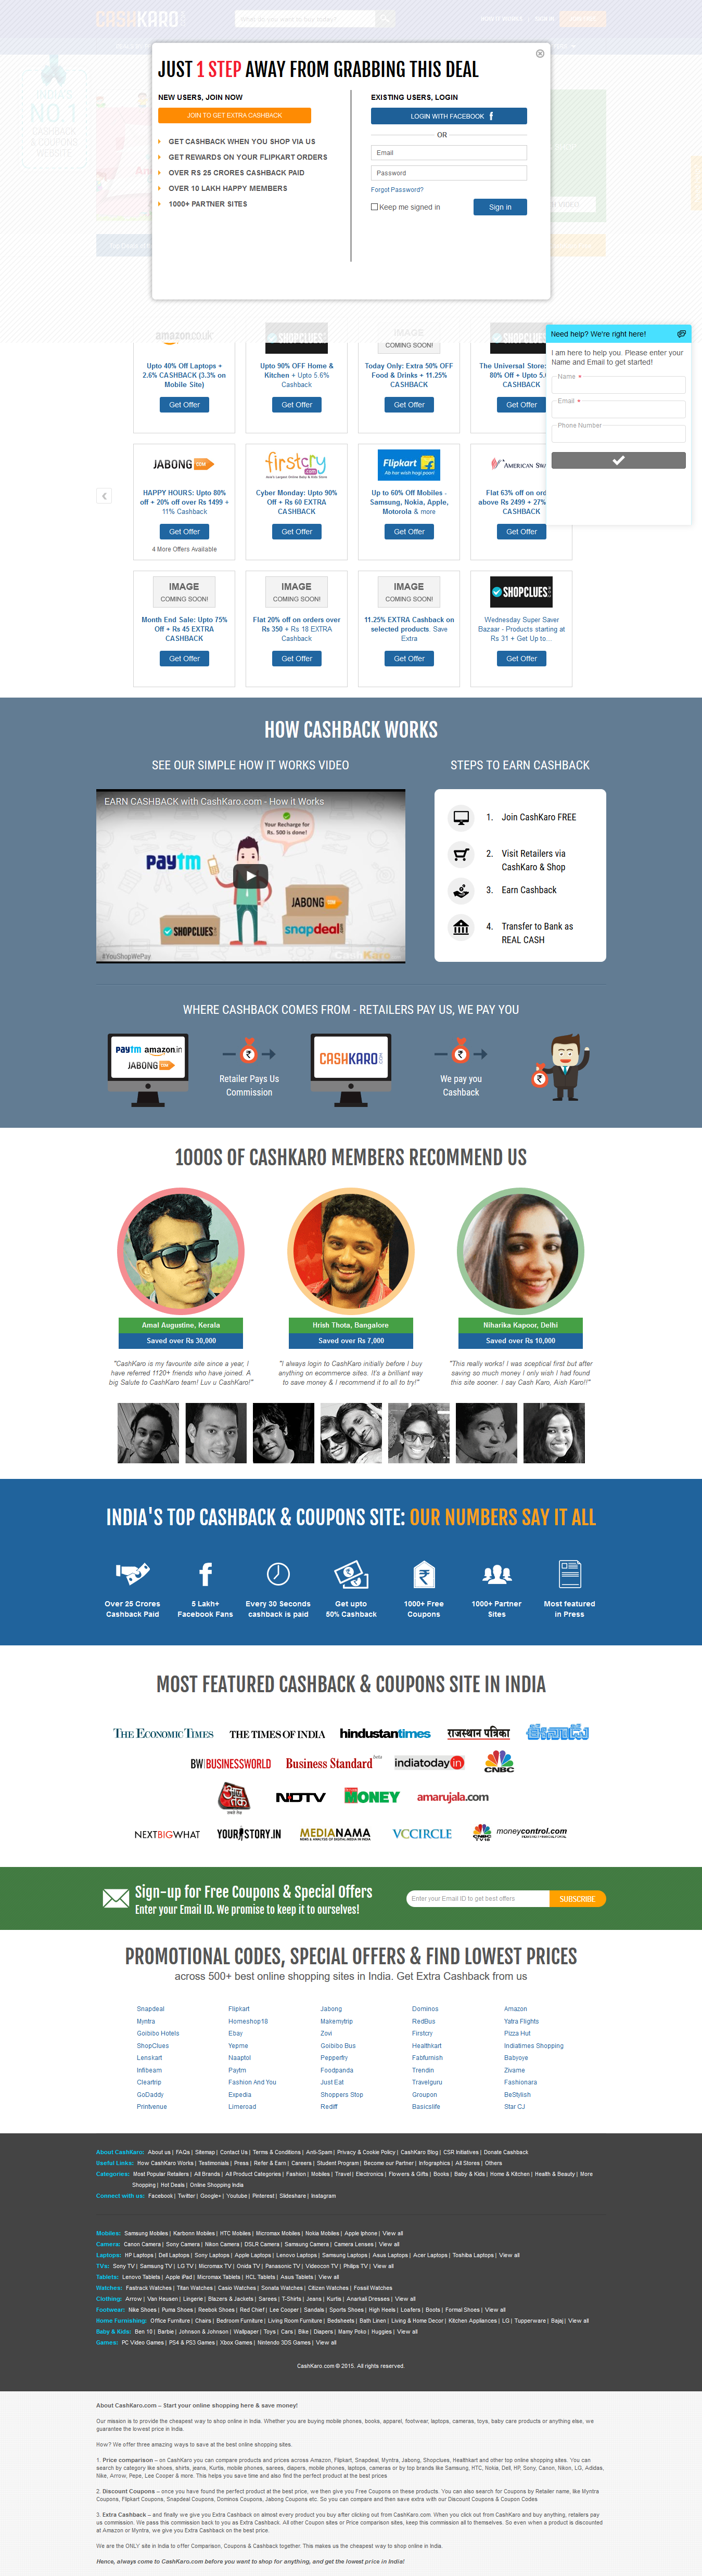 CASHKARO
INDIA'S
NO.1
CASHBACK
& COUPONS
WEBSITE
JUST 1 STEP AWAY FROM GRABBING THIS DEAL
NEW USERS, JOIN NOW
JOIN TO GET EXTRA CASHBACK
GET CASHBACK WHEN YOU SHOP VIA US
GET REWARDS ON YOUR FLIPKART ORDERS
OVER RS 25 CRORES CASHBACK PAID
OVER 10 LAKH HAPPY MEMBERS
1000+ PARTNER SITES
EXISTING USERS, LOGIN
LOGIN WITH FACEBOOK f
OR
Email
Password
Forgot Password?
Keep me signed in
Sign in
Need help? We're right here!
I am here to help you. Please enter your
Name and Email to get started!
Name *
Email *
Phone Number
amazon.co.uk
Upto 40% Off Laptops +
2.6% CASHBACK (3.3% on
Mobile Site)
Get Offer
SHOPCLUES
Upto 90% OFF Home &
Kitchen + Upto 5.6%
Cashback
Get Offer
IMAGE
COMING SOON!
Today Only: Extra 50% OFF
Food & Drinks + 11.25%
CASHBACK
Get Offer
The Universal Store:
80% Off + Upto 5.
CASHBACK
Get Offer
JABONG.COM
HAPPY HOURS: Upto 80%
off + 20% off over Rs 1499 +
11% Cashback
Get Offer
4 More Offers Available
firstcry.com
Cyber Monday: Upto 90%
Off + Rs 60 EXTRA
CASHBACK
Get Offer
Flipkart
Up to 60% Off Mobiles -
Samsung, Nokia, Apple,
Motorola & more
Get Offer
AMERICAN SWA
Flat 63% off on ord
above Rs 2499 + 27%
CASHBACK
Get Offer
IMAGE
COMING SOON!
Month End Sale: Upto 75%
Off + Rs 45 EXTRA
CASHBACK
Get Offer
IMAGE
COMING SOON!
Flat 20% off on orders over
Rs 350 + Rs 18 EXTRA
Cashback
Get Offer
IMAGE
COMING SOON!
11.25% EXTRA Cashback on
selected products. Save
Extra
Get Offer
SHOPCLUES
Wednesday Super Saver
Bazaar - Products starting at
Rs 31 + Get Up to...
Get Offer
HOW CASHBACK WORKS
SEE OUR SIMPLE HOW IT WORKS VIDEO
EARN CASHBACK with CashKaro.com - How it Works
Your Recharge for
Rs. 500 is done!
paytm
SHOPCLUES
JABONG.COM
snapdeal
#YouShopWePay
STEPS TO EARN CASHBACK
1. Join CashKaro FREE
2. Visit Retailers via
CashKaro & Shop
3. Earn Cashback
4. Transfer to Bank as
REAL CASH
WHERE CASHBACK COMES FROM - RETAILERS PAY US, WE PAY YOU
paytm amazon.in
JABONG.COM
Retailer Pays Us
Commission
CASHKARO
We pay you
Cashback
1000S OF CASHKARO MEMBERS RECOMMEND US
Amal Augustine, Kerala
Saved over Rs 30,000
"CashKaro is my favourite site since a year, I
have referred 1120+ friends who have joined. A
big Salute to CashKaro team! Luv u CashKaro!"
Hrish Thota, Bangalore
Saved over Rs 7,000
"I always login to CashKaro initially before I buy
anything on ecommerce sites. It's a brilliant way
to save money & I recommend it to all to try!"
Niharika Kapoor, Delhi
Saved over Rs 10,000
"This really works! I was sceptical first but after
saving so much money I only wish I had found
this site sooner. I say Cash Karo, Aish Karo!!"
INDIA'S TOP CASHBACK & COUPONS SITE: OUR NUMBERS SAY IT ALL
Over 25 Crores
Cashback Paid
5 Lakh+
Facebook Fans
Every 30 Seconds
cashback is paid
Get upto
50% Cashback
1000+ Free
Coupons
1000+ Partner
Sites
Most featured
in Press
MOST FEATURED CASHBACK & COUPONS SITE IN INDIA
THE ECONOMIC TIMES
THE TIMES OF INDIA
hindustantimes
राजस्थान पत्रिका
ఈనాడు
BW|BUSINESSWORLD
Business Standard
indiatoday.in
CNBC
आज तक
NDTV
MONEY
amarujala.com
NEXTBIGWHAT
YOURSTORY.IN
MEDIANAMA
NEWS & ANALYSIS OF DIGITAL MEDIA IN INDIA
VCCIRCLE
CNBC TV18 moneycontrol.com
Sign-up for Free Coupons & Special Offers
Enter your Email ID. We promise to keep it to ourselves!
Enter your Email ID to get best offers
SUBSCRIBE
PROMOTIONAL CODES, SPECIAL OFFERS & FIND LOWEST PRICES
across 500+ best online shopping sites in India. Get Extra Cashback from us
Snapdeal Flipkart Jabong Dominos Amazon
Myntra Homeshop18 Makemytrip RedBus Yatra Flights
Goibibo Hotels Ebay Zovi Firstcry Pizza Hut
ShopClues Yepme Goibibo Bus Healthkart Indiatimes Shopping
Lenskart Naaptol Pepperfry Fabfurnish Babyoye
Infibeam Paytm Foodpanda Trendin Zivame
Cleartrip Fashion And You Just Eat Travelguru Fashionara
GoDaddy Expedia Shoppers Stop Groupon BeStylish
Printvenue Limeroad Rediff Basicslife Star CJ
About CashKaro: About us | FAQs | Sitemap | Contact Us | Terms & Conditions | Anti-Spam | Privacy & Cookie Policy | CashKaro Blog | CSR Initiatives | Donate Cashback
Useful Links: How CashKaro Works | Testimonials | Press | Refer & Earn | Careers | Student Program | Become our Partner | Infographics | All Stores | Others
Categories: Most Popular Retailers | All Brands | All Product Categories | Fashion | Mobiles | Travel | Electronics | Flowers & Gifts | Books | Baby & Kids | Home & Kitchen | Health & Beauty | More
Shopping | Hot Deals | Online Shopping India
Connect with us: Facebook | Twitter | Google+ | Youtube | Pinterest | Slideshare | Instagram
Mobiles: Samsung Mobiles | Karbonn Mobiles | HTC Mobiles | Micromax Mobiles | Nokia Mobiles | Apple Iphone | View all
Camera: Canon Camera | Sony Camera | Nikon Camera | DSLR Camera | Samsung Camera | Camera Lenses | View all
Laptops: HP Laptops | Dell Laptops | Sony Laptops | Apple Laptops | Lenovo Laptops | Samsung Laptops | Asus Laptops | Acer Laptops | Toshiba Laptops | View all
TVs: Sony TV | Samsung TV | LG TV | Micromax TV | Onida TV | Panasonic TV | Videocon TV | Philips TV | View all
Tablets: Lenovo Tablets | Apple iPad | Micromax Tablets | HCL Tablets | Asus Tablets | View all
Watches: Fastrack Watches | Titan Watches | Casio Watches | Sonata Watches | Citizen Watches | Fossil Watches
Clothing: Arrow | Van Heusen | Lingerie | Blazers & Jackets | Sarees | T-Shirts | Jeans | Kurtis | Anarkali Dresses | View all
Footwear: Nike Shoes | Puma Shoes | Reebok Shoes | Red Chief | Lee Cooper | Sandals | Sports Shoes | High Heels | Loafers | Boots | Formal Shoes | View all
Home Furnishing: Office Furniture | Chairs | Bedroom Furniture | Living Room Furniture | Bedsheets | Bath Linen | Living & Home Decor | Kitchen Appliances | LG | Tupperware | Bajaj | View all
Baby & Kids: Ben 10 | Barbie | Johnson & Johnson | Wallpaper | Toys | Cars | Bike | Diapers | Mamy Poko | Huggies | View all
Games: PC Video Games | PS4 & PS3 Games | Xbox Games | Nintendo 3DS Games | View all
CashKaro.com © 2015. All rights reserved.
About CashKaro.com – Start your online shopping here & save money!
Our mission is to provide the cheapest way to shop online in India. Whether you are buying mobile phones, books, apparel, footwear, laptops, cameras, toys, baby care products or anything else, we
guarantee the lowest price in India.
How? We offer three amazing ways to save at the best online shopping sites.
1. Price comparison – on CashKaro you can compare products and prices across Amazon, Flipkart, Snapdeal, Myntra, Jabong, Shopclues, Healthkart and other top online shopping sites. You can
search by category like shoes, shirts, jeans, Kurtis, mobile phones, sarees, diapers, mobile phones, laptops, cameras or by top brands like Samsung, HTC, Nokia, Dell, HP, Sony, Canon, Nikon, LG, Adidas,
Nike, Arrow, Pepe, Lee Cooper & more. This helps you save time and also find the perfect product at the best prices.
2. Discount Coupons – once you have found the perfect product at the best price, we then give you Free Coupons on these products. You can also search for Coupons by Retailer name, like Myntra
Coupons, Flipkart Coupons, Snapdeal Coupons, Dominos Coupons, Jabong Coupons etc. So you can compare and then save extra with our Discount Coupons & Coupon Codes
3. Extra Cashback – and finally we give you Extra Cashback on almost every product you buy after clicking out from CashKaro.com. When you click out from CashKaro and buy anything, retailers pay
us commission. We pass this commission back to you as Extra Cashback. All other Coupon sites or Price comparison sites, keep this commission all to themselves. So even when a product is discounted
at Amazon or Myntra, we give you Extra Cashback on the best price.
We are the ONLY site in India to offer Comparison, Coupons & Cashback together. This makes us the cheapest way to shop online in India.
Hence, always come to CashKaro.com before you want to shop for anything, and get the lowest price in India!